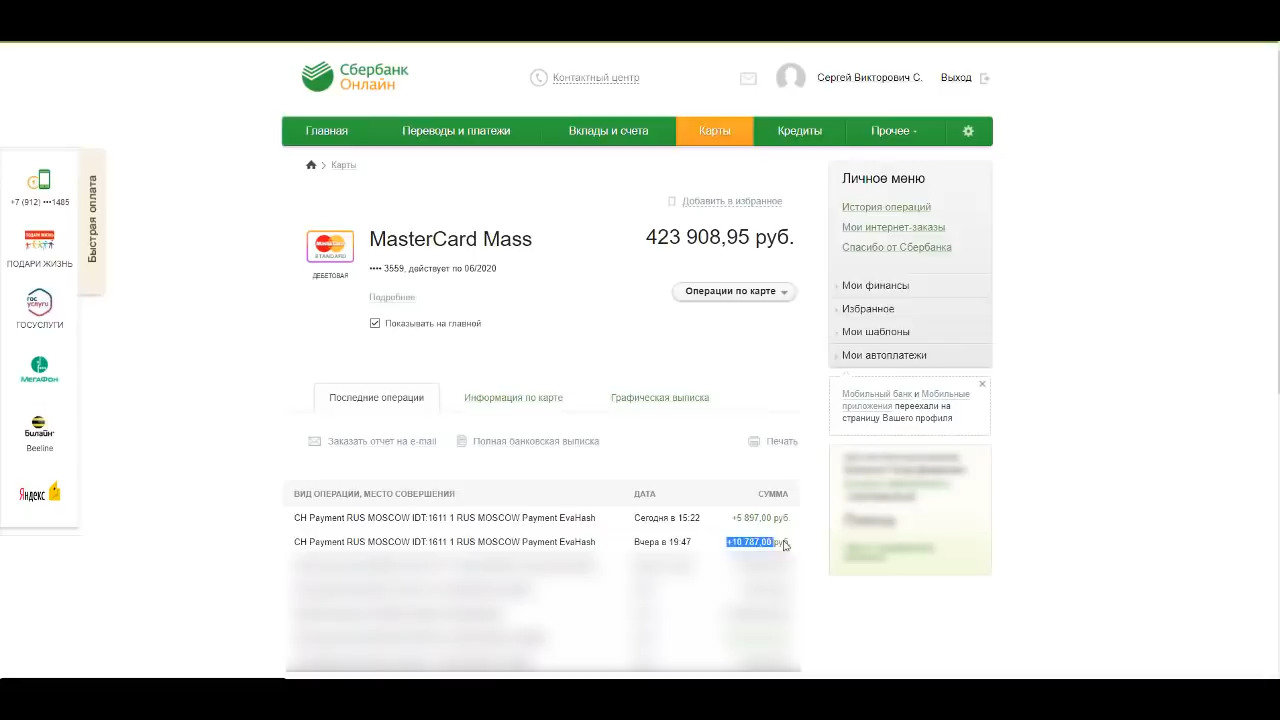 Сбербанк
Онлайн
Контактный центр
Сергей Викторович С.
Выход
Главная
Переводы и платежи
Вклады и счета
Карты
Кредиты
Прочее
Быстрая оплата
+7 (912) •••1485
ПОДАРИ ЖИЗНЬ
ПОДАРИ ЖИЗНЬ
гос
услуги
ГОСУСЛУГИ
МегаФон
Билайн
Beeline
Яндекс
Карты
Добавить в избранное
MasterCard
STANDARD
ДЕБЕТОВАЯ
MasterCard Mass
423 908,95 руб.
•••• 3559, действует по 06/2020
Операции по карте
Подробнее
Показывать на главной
Последние операции
Информация по карте
Графическая выписка
Заказать отчет на e-mail
Полная банковская выписка
Печать
ВИД ОПЕРАЦИИ, МЕСТО СОВЕРШЕНИЯ
ДАТА
СУММА
CH Payment RUS MOSCOW IDT:1611 1 RUS MOSCOW Payment EvaHash
Сегодня в 15:22
+5 897,00 руб.
CH Payment RUS MOSCOW IDT:1611 1 RUS MOSCOW Payment EvaHash
Вчера в 19:47
+10 787,00 руб.
Личное меню
История операций
Мои интернет-заказы
Спасибо от Сбербанка
Мои финансы
Избранное
Мои шаблоны
Мои автоплатежи
Мобильный банк и Мобильные
приложения переехали на
страницу Вашего профиля